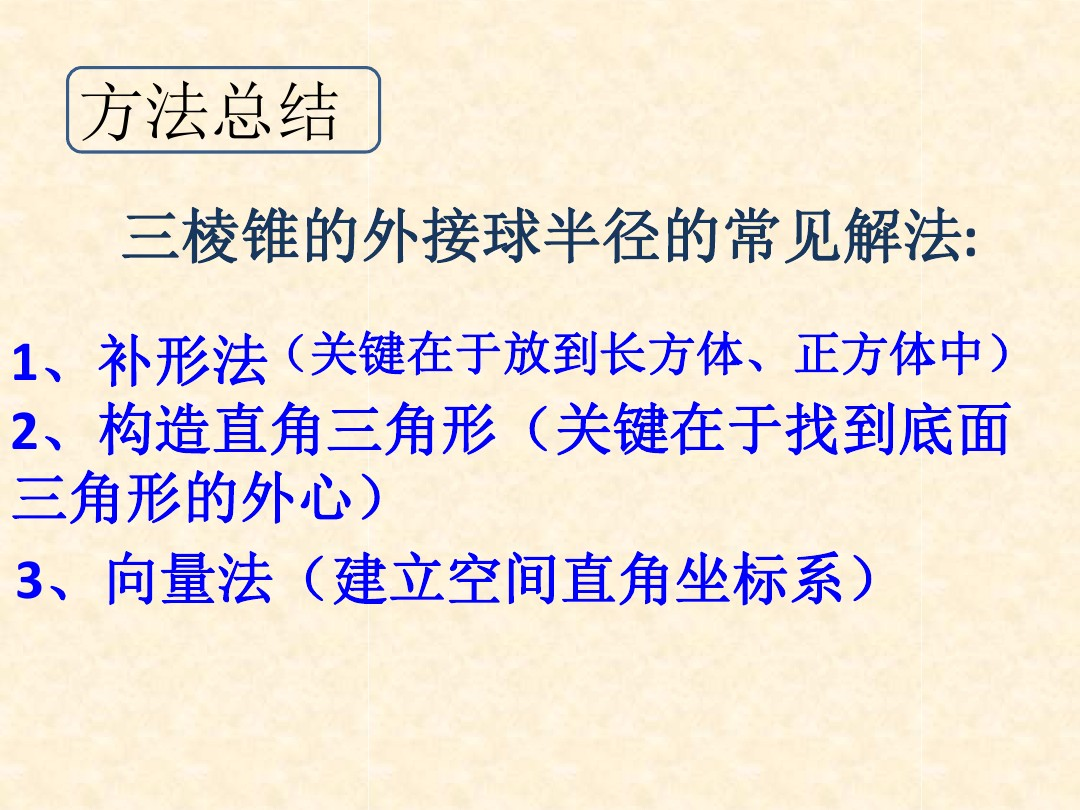 方法总结
三棱锥的外接球半径的常见解法:
1、补形法（关键在于放到长方体、正方体中）
2、构造直角三角形（关键在于找到底面
三角形的外心）
3、向量法（建立空间直角坐标系）